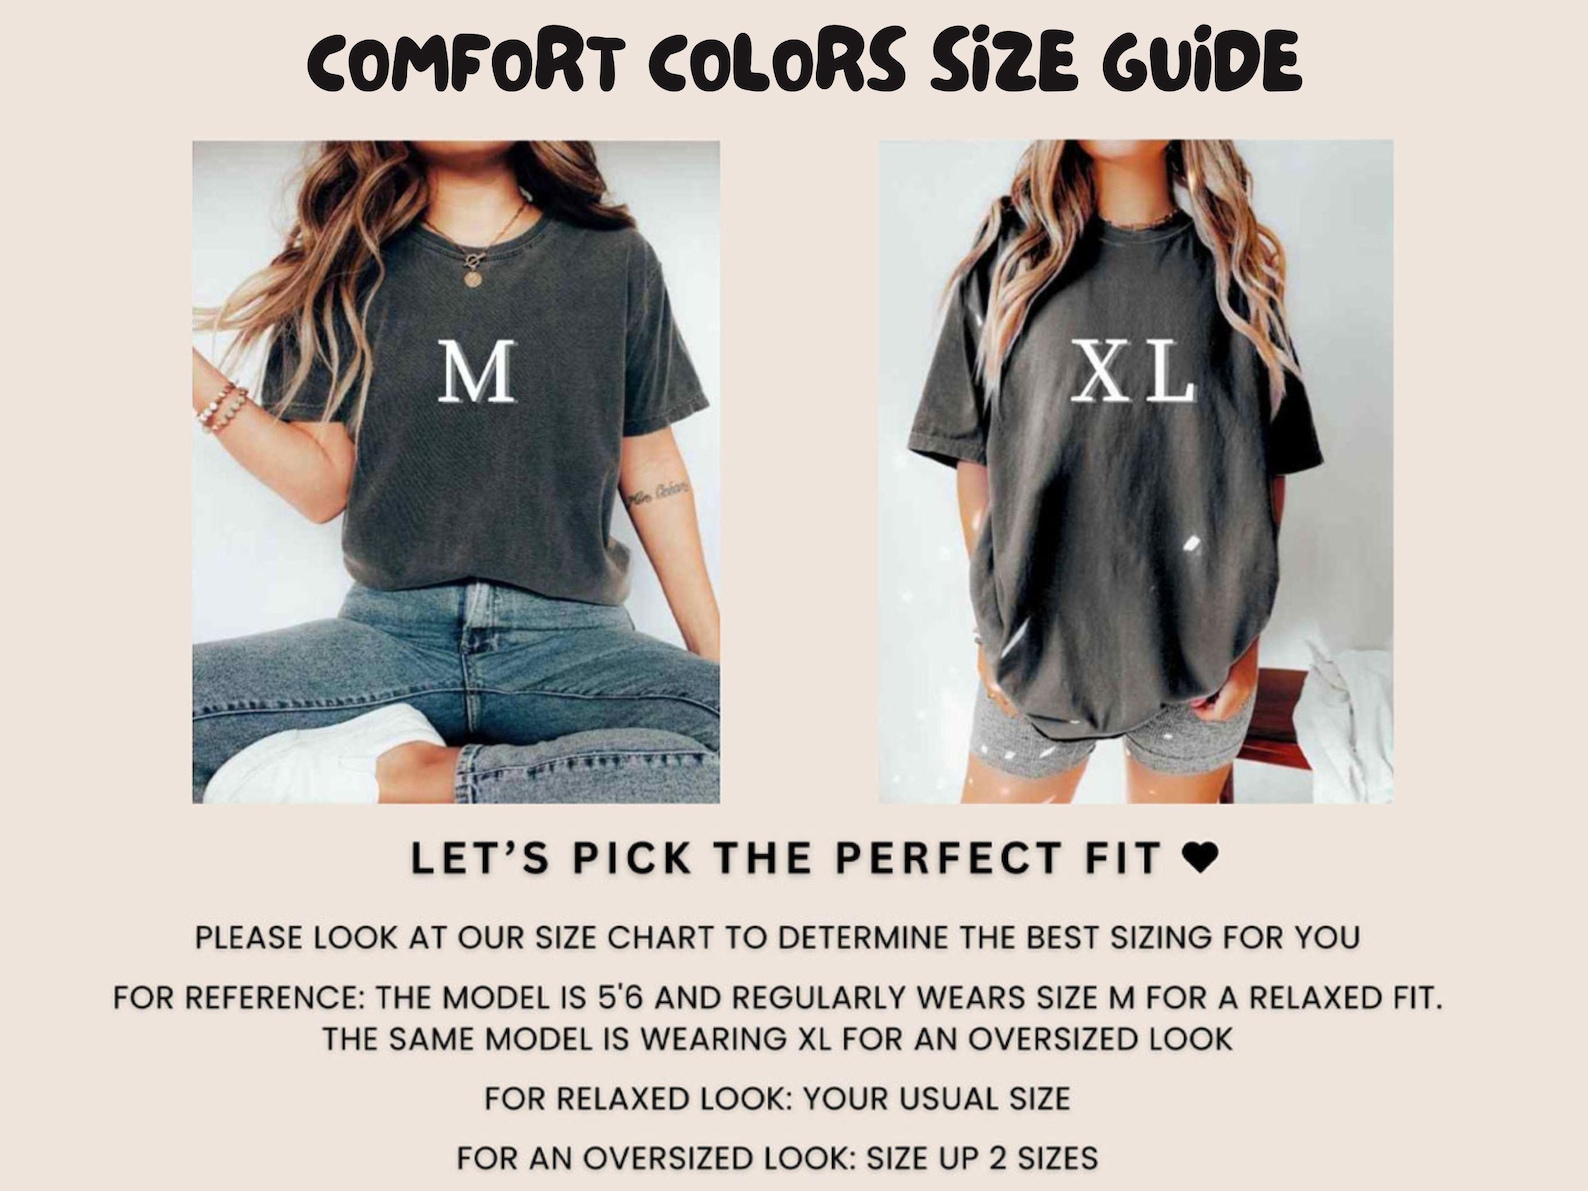 COMFORT COLORS SiZE GUiDE
M
XL
LET'S PICK THE PERFECT FIT ♥
PLEASE LOOK AT OUR SIZE CHART TO DETERMINE THE BEST SIZING FOR YOU
FOR REFERENCE: THE MODEL IS 5'6 AND REGULARLY WEARS SIZE M FOR A RELAXED FIT.
THE SAME MODEL IS WEARING XL FOR AN OVERSIZED LOOK
FOR RELAXED LOOK: YOUR USUAL SIZE
FOR AN OVERSIZED LOOK: SIZE UP 2 SIZES